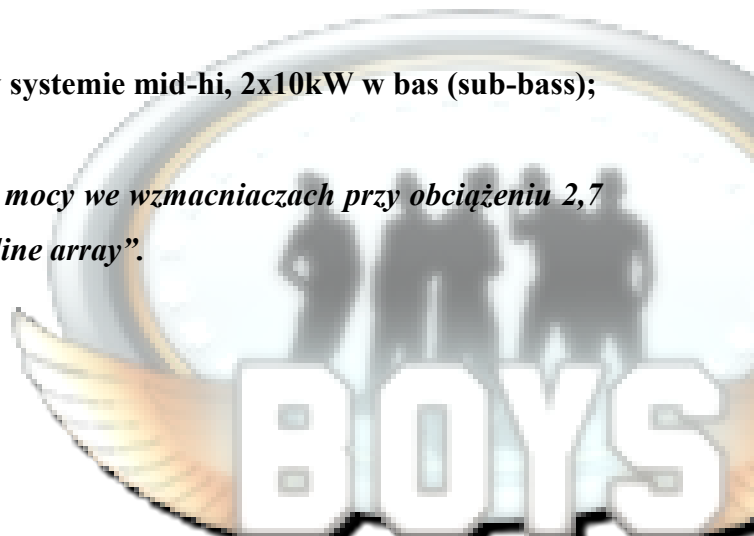 systemie mid-hi, 2x10kW w bas (sub-bass);
mocy we wzmacniaczach przy obciążeniu 2,7
line array”.
BOYS